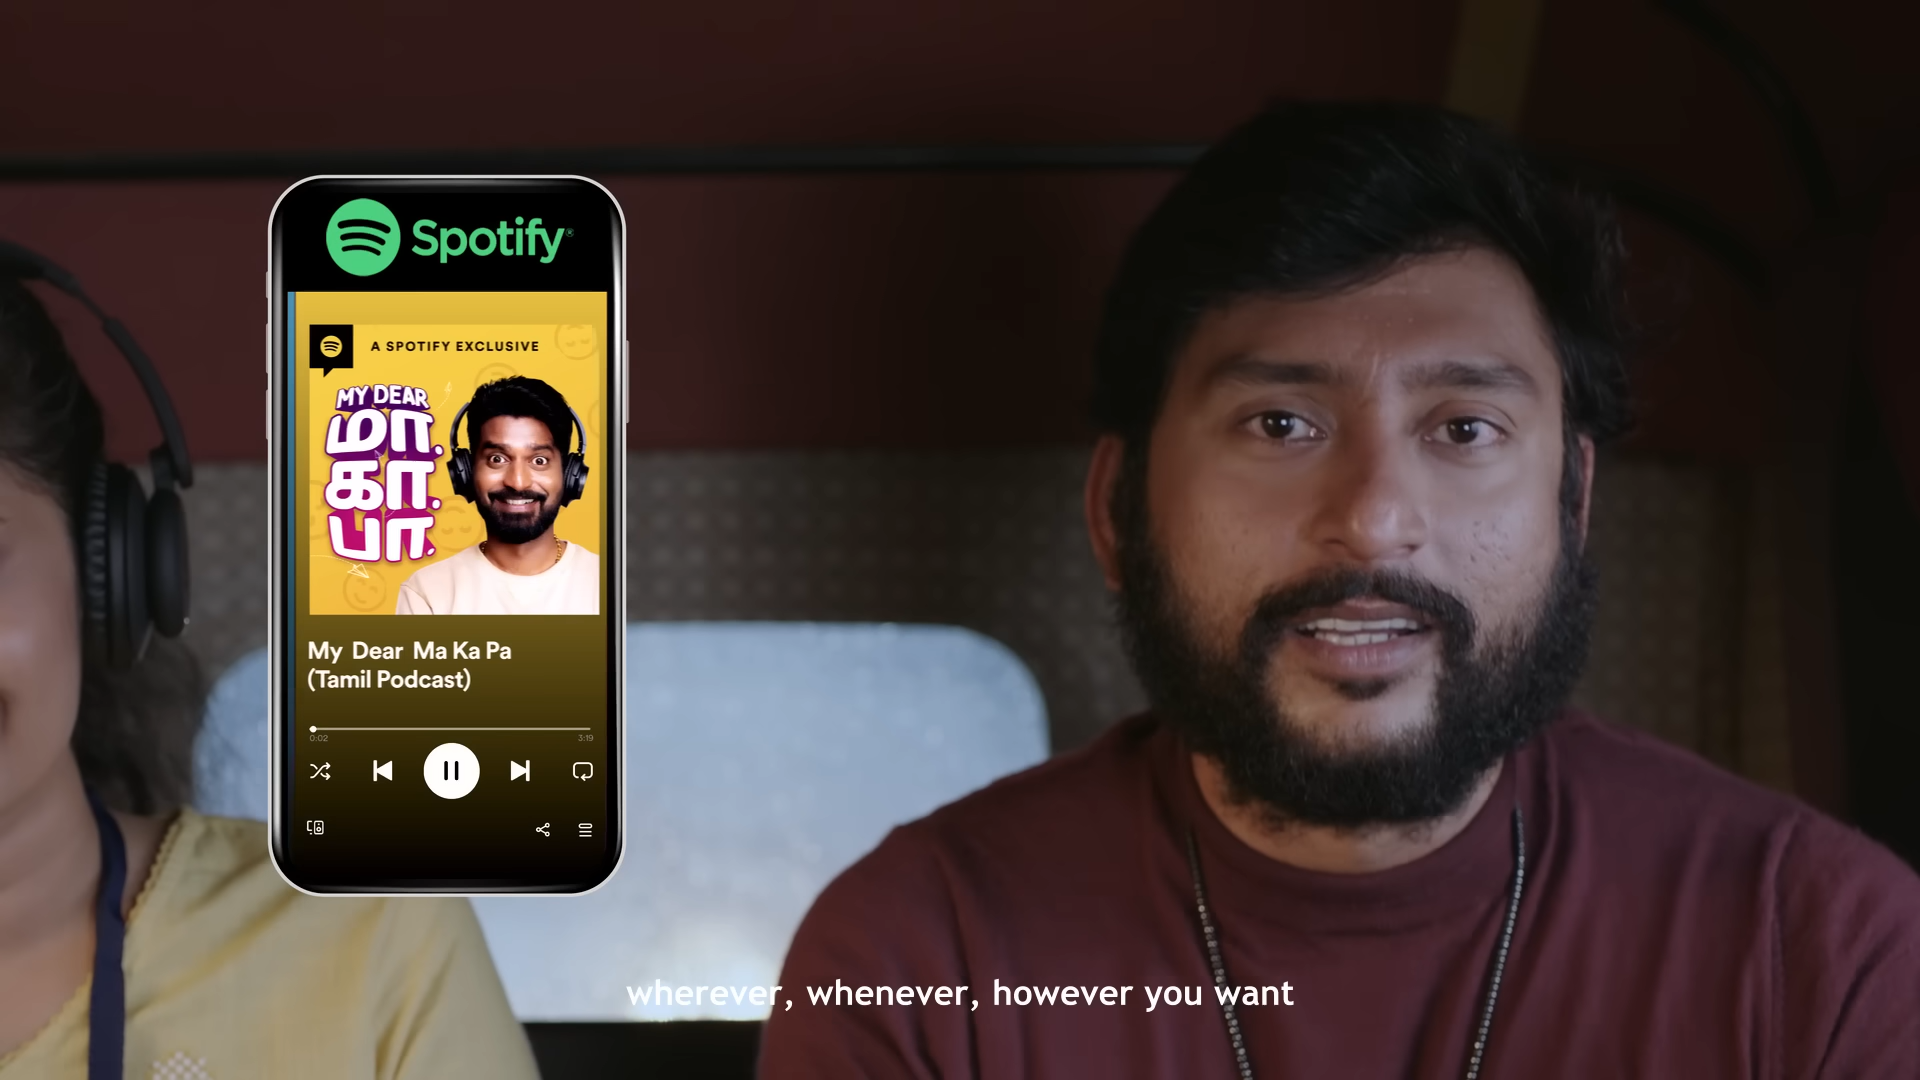 Spotify®
A SPOTIFY EXCLUSIVE
MY DEAR
மா.
கா.
பா.
My Dear Ma Ka Pa
(Tamil Podcast)
0:02 3:19
wherever, whenever, however you want